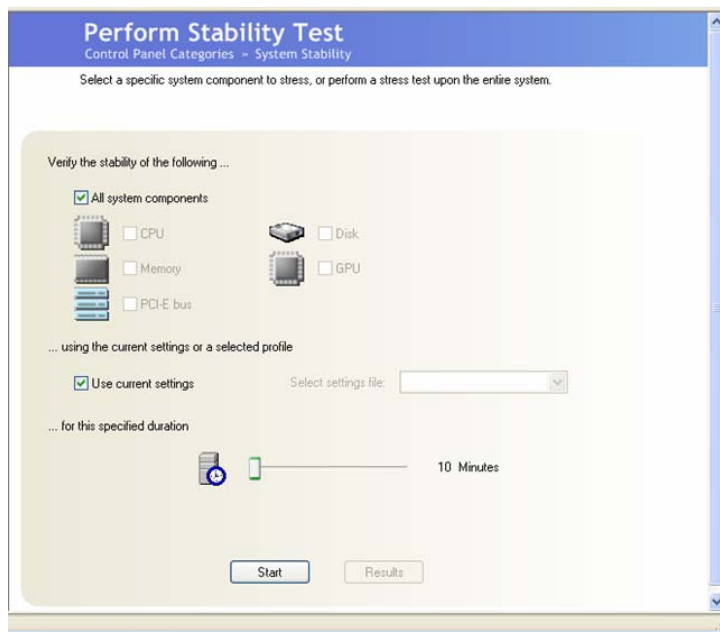 Perform Stability Test
Control Panel Categories » System Stability
Select a specific system component to stress, or perform a stress test upon the entire system.
Verify the stability of the following ...
All system components
CPU
Disk
Memory
GPU
PCI-E bus
... using the current settings or a selected profile
Use current settings
Select settings file:
... for this specified duration
10 Minutes
Start
Results